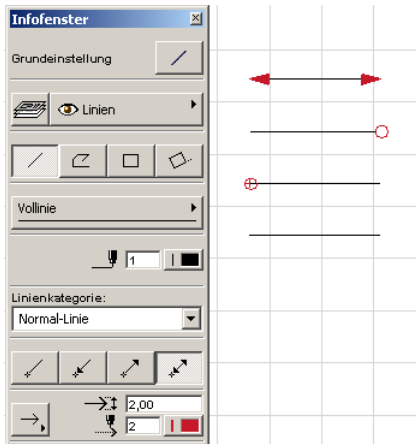 Infofenster
Grundeinstellung
Linien
Vollinie
1
Linienkategorie:
Normal-Linie
2,00
2